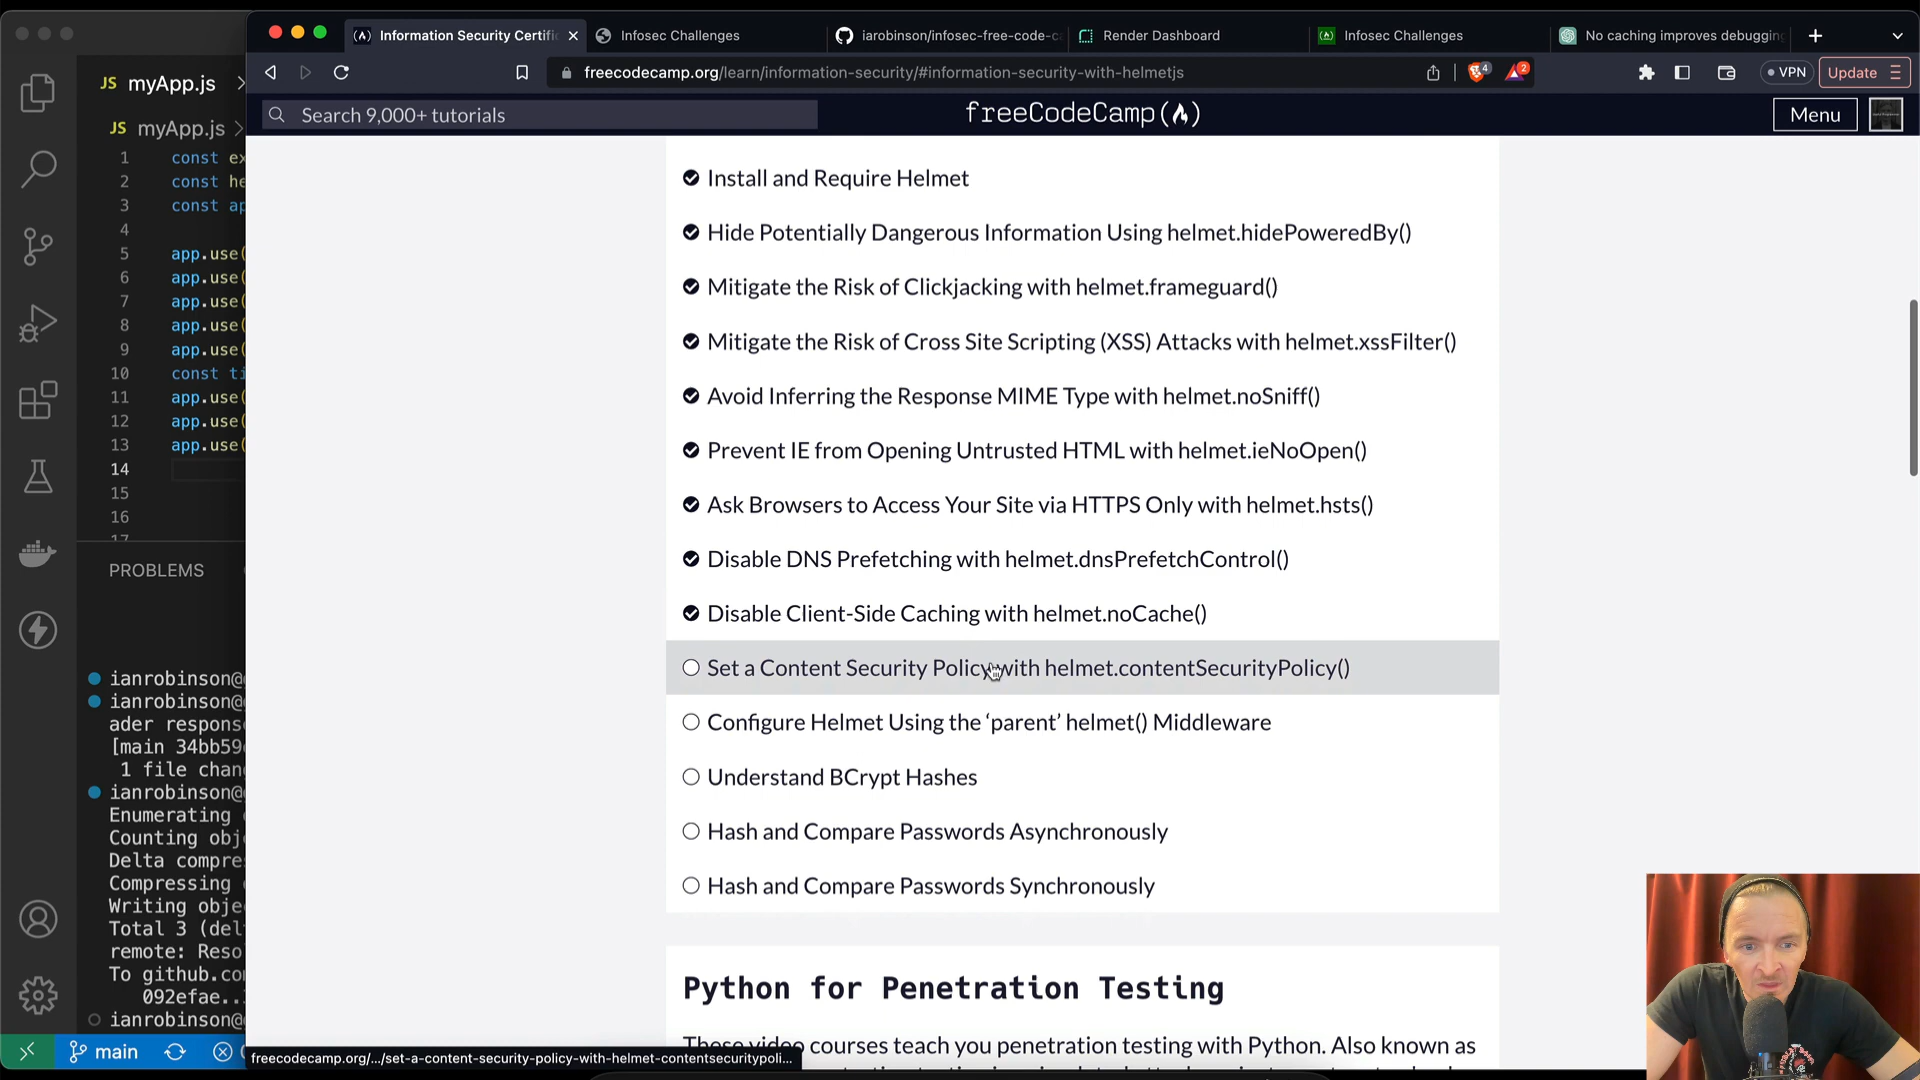 Information Security Certifi
Infosec Challenges
iarobinson/infosec-free-code-c
Render Dashboard
Infosec Challenges
No caching improves debugging
freecodecamp.org/learn/information-security/#information-security-with-helmetjs
4
2
VPN
Update
Search 9,000+ tutorials
freeCodeCamp
Menu
JS myApp.js
JS myApp.js >
1 const ex
2 const he
3 const ap
4
5 app.use(
6 app.use(
7 app.use(
8 app.use(
9 app.use(
10 const ti
11 app.use(
12 app.use(
13 app.use(
14
15
16
17
PROBLEMS
ianrobinson@
ianrobinson@
ader respons
[main 34bb59
1 file chan
ianrobinson@
Enumerating
Counting obj
Delta compre
Compressing
Writing obje
Total 3 (del
remote: Reso
To github.co
092efae..
ianrobinson@
main
Install and Require Helmet
Hide Potentially Dangerous Information Using helmet.hidePoweredBy()
Mitigate the Risk of Clickjacking with helmet.frameguard()
Mitigate the Risk of Cross Site Scripting (XSS) Attacks with helmet.xssFilter()
Avoid Inferring the Response MIME Type with helmet.noSniff()
Prevent IE from Opening Untrusted HTML with helmet.ieNoOpen()
Ask Browsers to Access Your Site via HTTPS Only with helmet.hsts()
Disable DNS Prefetching with helmet.dnsPrefetchControl()
Disable Client-Side Caching with helmet.noCache()
Set a Content Security Policy with helmet.contentSecurityPolicy()
Configure Helmet Using the ‘parent’ helmet() Middleware
Understand BCrypt Hashes
Hash and Compare Passwords Asynchronously
Hash and Compare Passwords Synchronously
Python for Penetration Testing
These video courses teach you penetration testing with Python. Also known as
freecodecamp.org/.../set-a-content-security-policy-with-helmet-contentsecuritypoli...